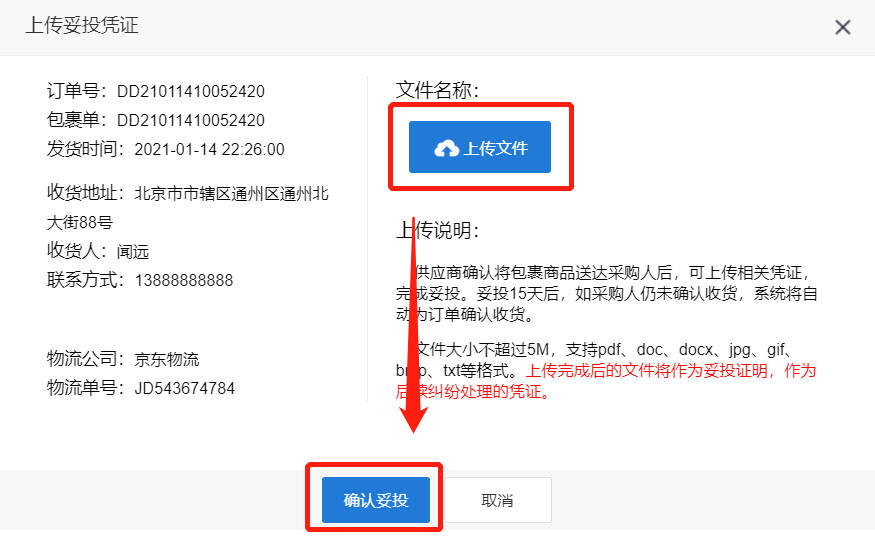 上传妥投凭证
订单号：DD21011410052420
包裹单：DD21011410052420
发货时间：2021-01-14 22:26:00
收货地址：北京市市辖区通州区通州北
大街88号
收货人：闻远
联系方式：13888888888
物流公司：京东物流
物流单号：JD543674784
文件名称：
上传文件
上传说明：
供应商确认将包裹商品送达采购人后，可上传相关凭证，
完成妥投。妥投15天后，如采购人仍未确认收货，系统将自
动为订单确认收货。
文件大小不超过5M，支持pdf、doc、docx、jpg、gif、
bmp、txt等格式。上传完成后的文件将作为妥投证明，作为
后续纠纷处理的凭证。
确认妥投
取消